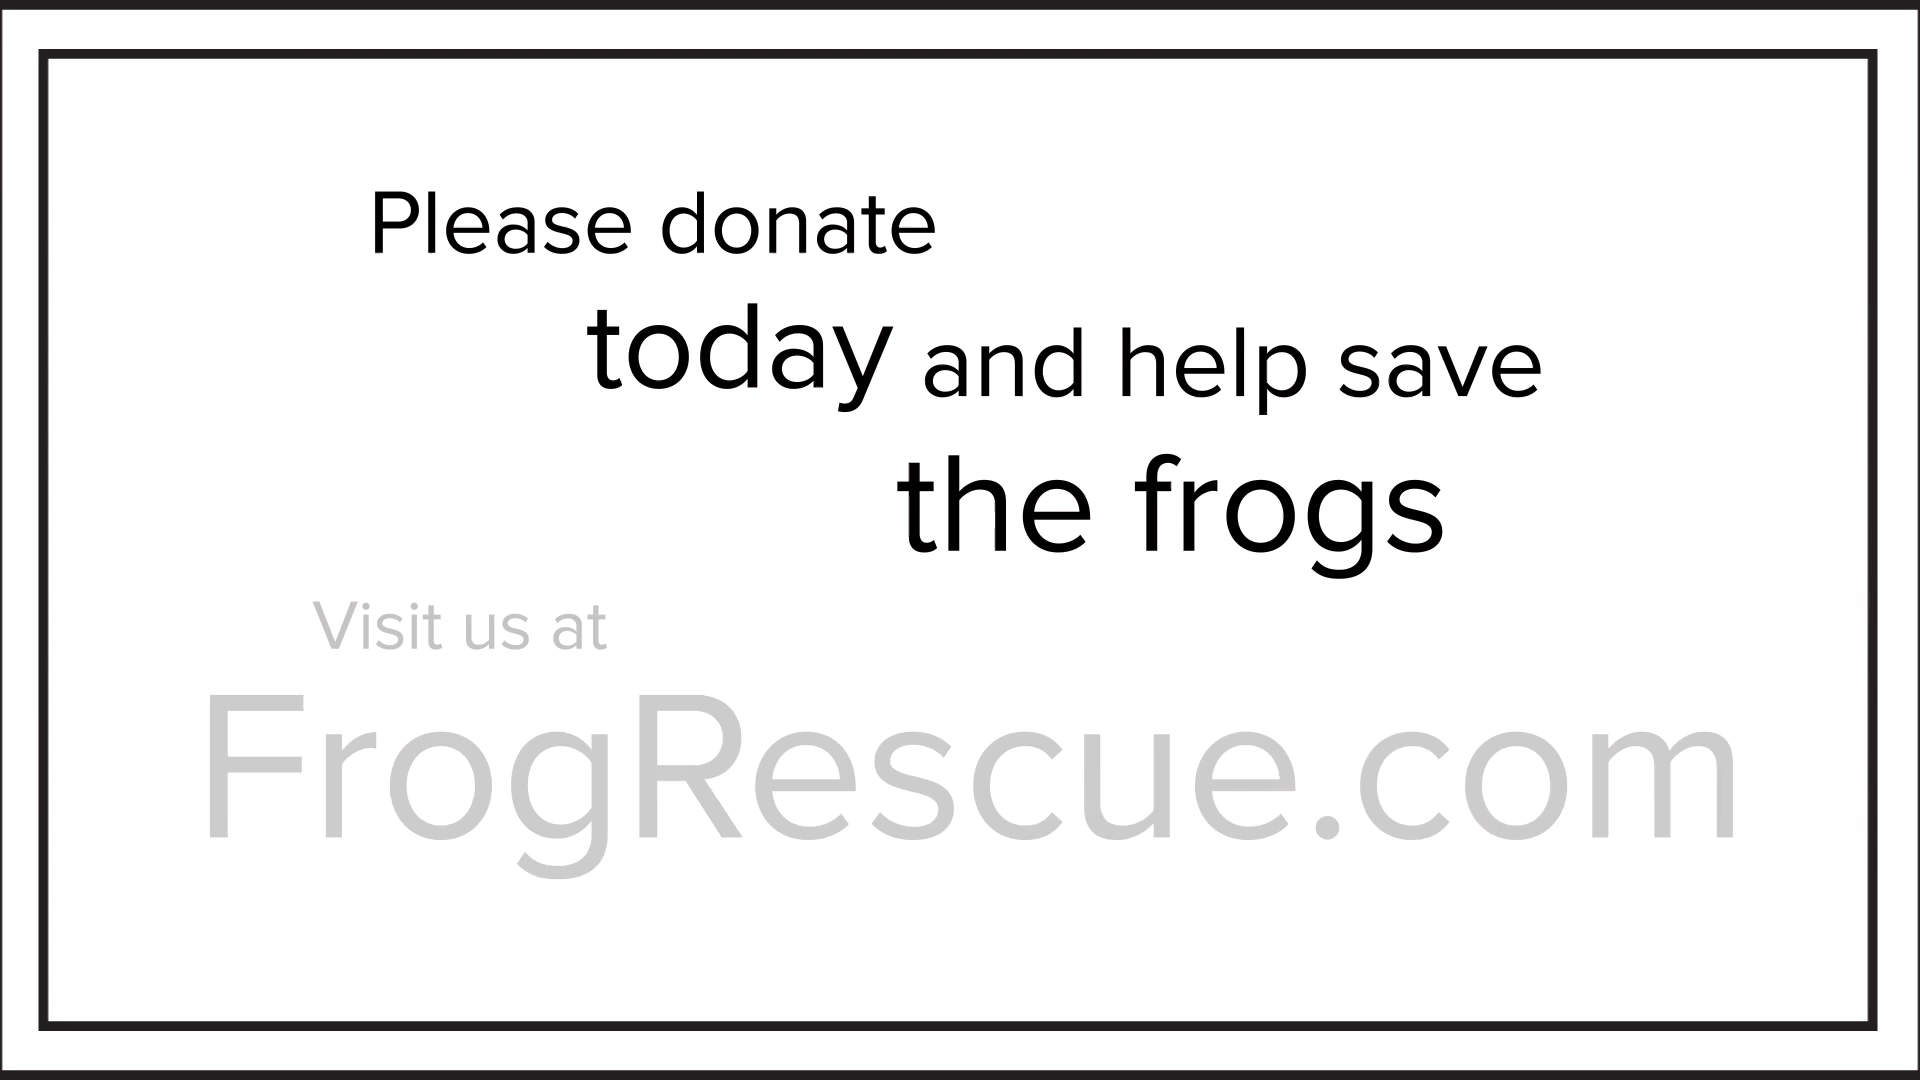 Please donate
today and help save
the frogs
Visit us at
FrogRescue.com